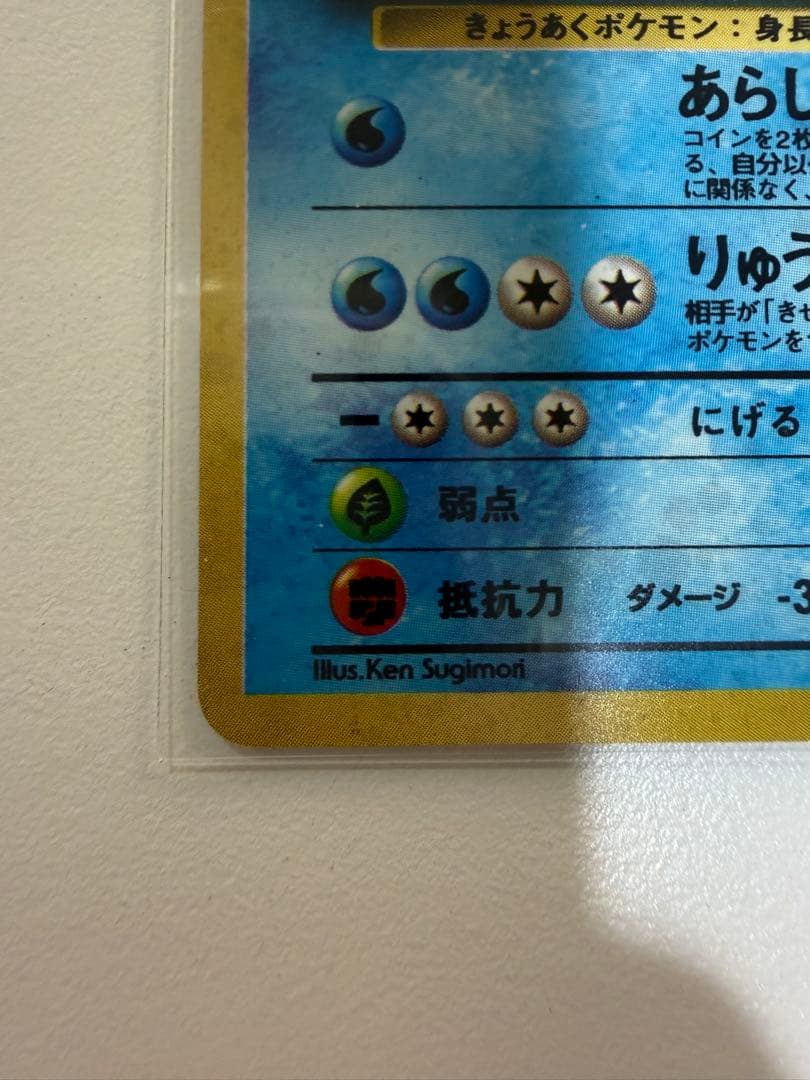 きょうあくポケモン：身長
あらし
コインを2枚
る、自分以
に関係なく、
りゅう
相手が「きぜ
ポケモンを
にげる
弱点
抵抗力 ダメージ -3
Illus.Ken Sugimori